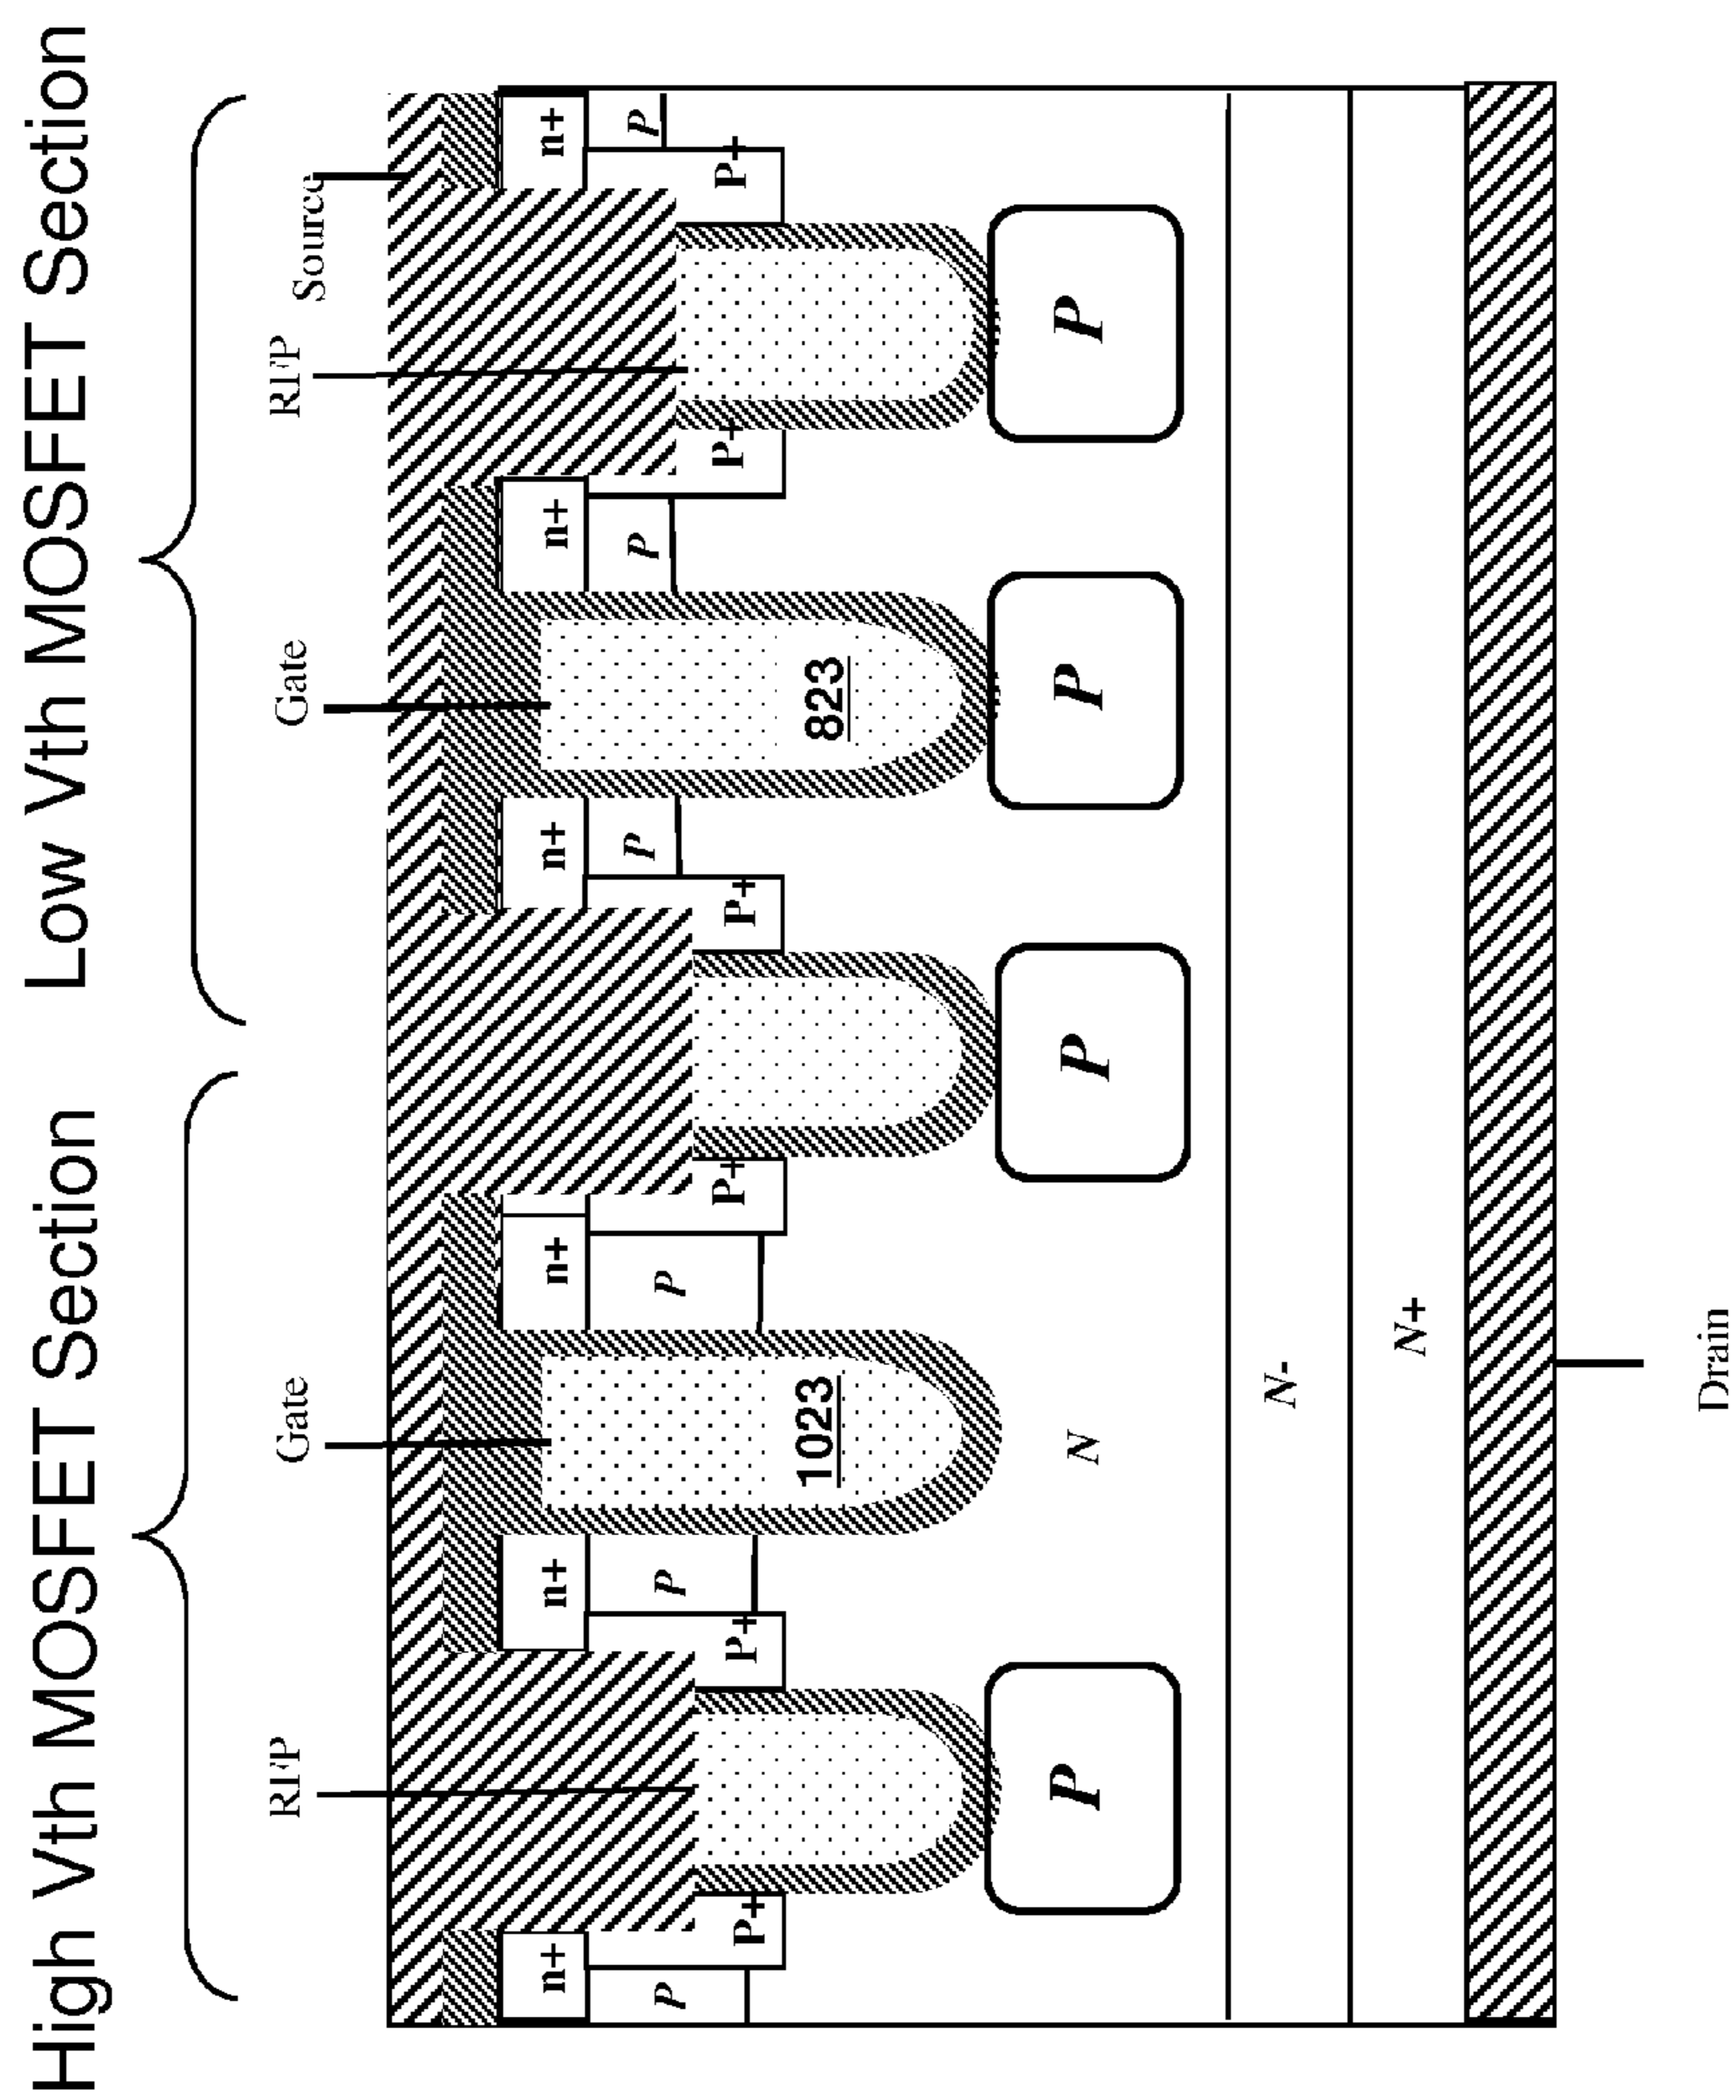 High Vth MOSFET Section
Low Vth MOSFET Section
RFP
Gate
Gate
RFP
Source
n+
n+
n+
n+
n+
n+
P
P
P
P
P
P
P+
P+
P+
P+
P+
P+
1023
823
P
P
P
P
N
N-
N+
Drain